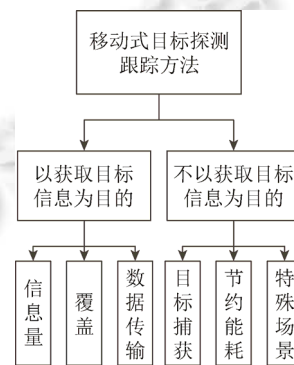 移动式目标探测
跟踪方法
以获取目标
信息为目的
不以获取目标
信息为目的
信息量
覆盖
数据传输
目标捕获
节约能耗
特殊场景